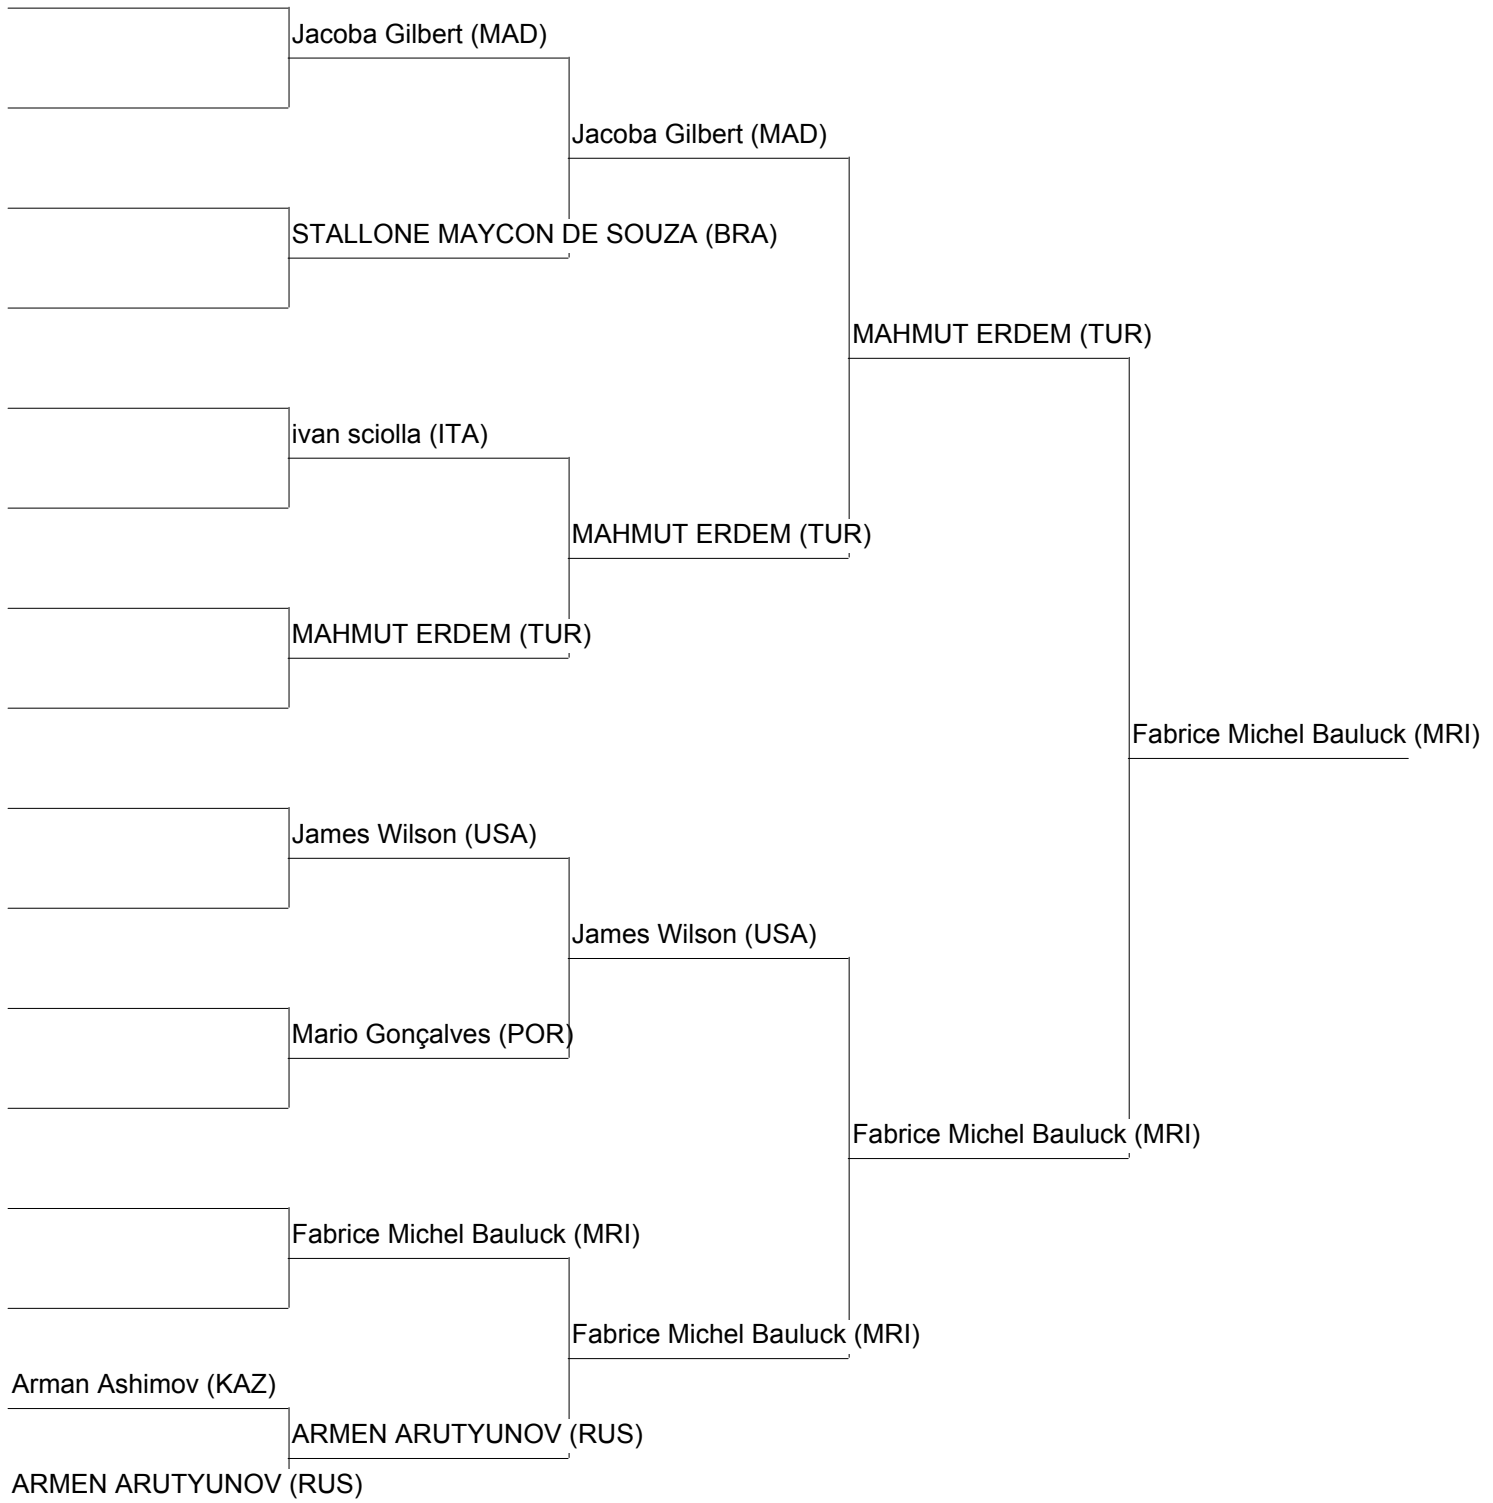 Jacoba Gilbert (MAD)
Jacoba Gilbert (MAD)
STALLONE MAYCON DE SOUZA (BRA)
MAHMUT ERDEM (TUR)
ivan sciolla (ITA)
MAHMUT ERDEM (TUR)
MAHMUT ERDEM (TUR)
Fabrice Michel Bauluck (MRI)
James Wilson (USA)
James Wilson (USA)
Mario Gonçalves (POR)
Fabrice Michel Bauluck (MRI)
Fabrice Michel Bauluck (MRI)
Fabrice Michel Bauluck (MRI)
Arman Ashimov (KAZ)
ARMEN ARUTYUNOV (RUS)
ARMEN ARUTYUNOV (RUS)